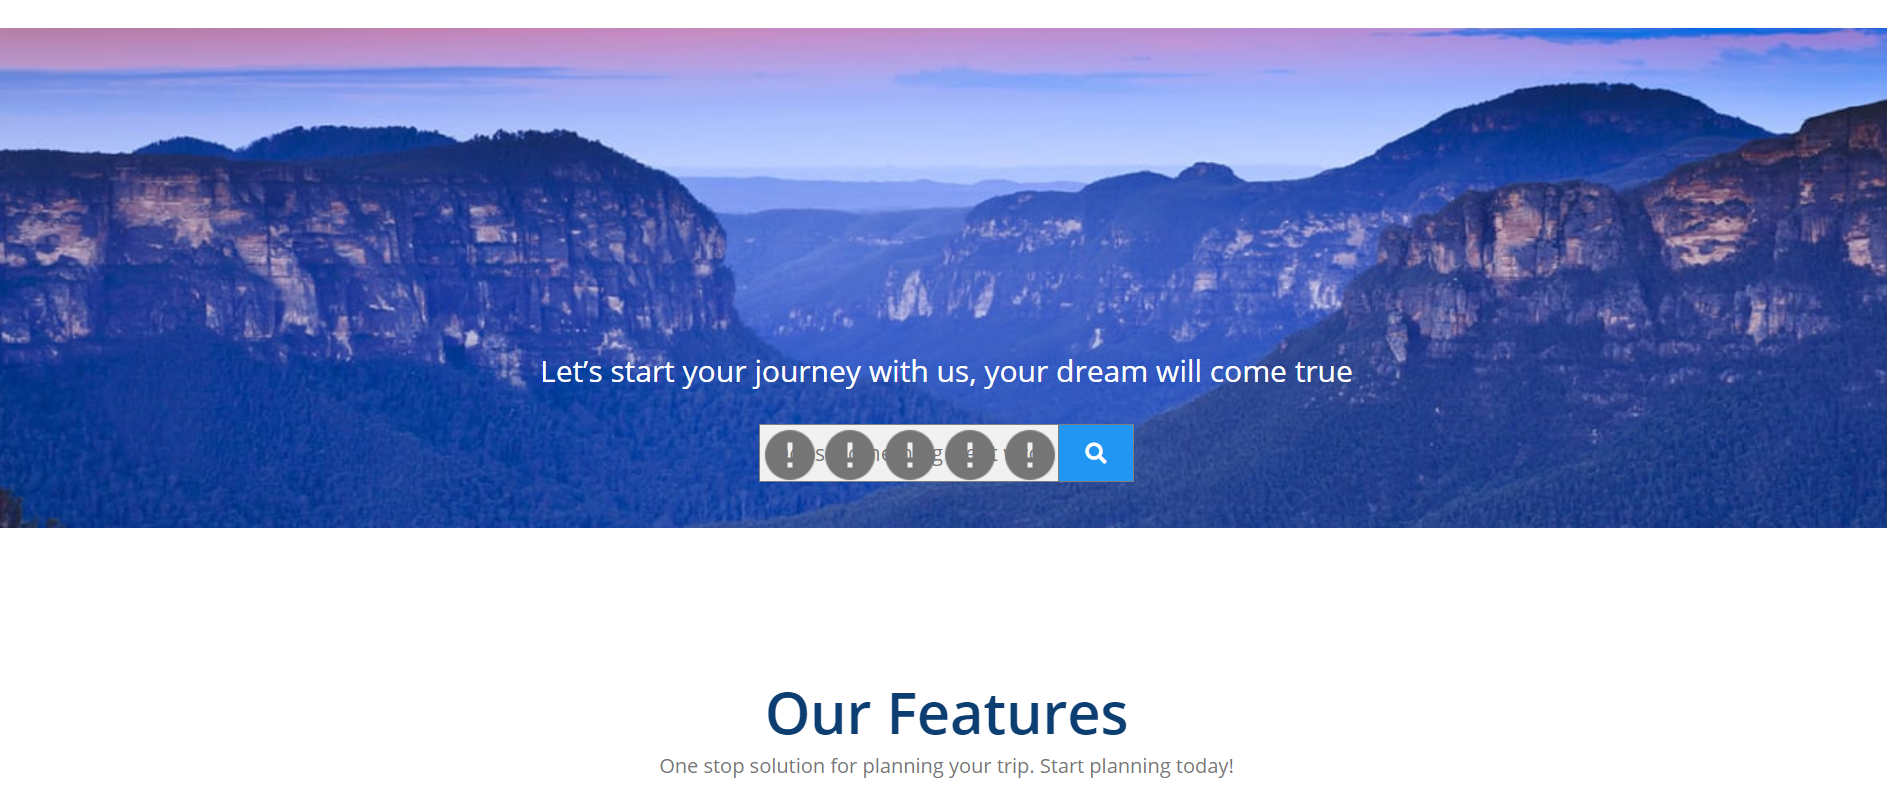 Let’s start your journey with us, your dream will come true
Our Features
One stop solution for planning your trip. Start planning today!